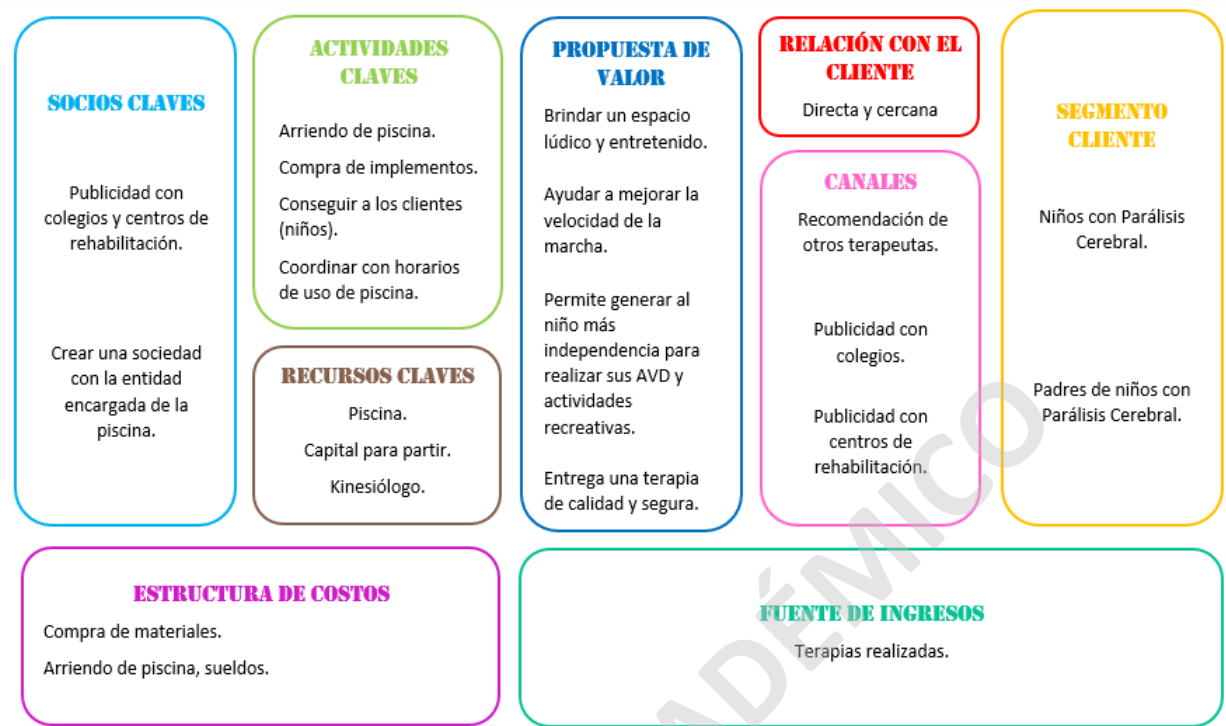 SOCIOS CLAVES
Publicidad con
colegios y centros de
rehabilitación.
Crear una sociedad
con la entidad
encargada de la
piscina.
ACTIVIDADES
CLAVES
Arriendo de piscina.
Compra de implementos.
Conseguir a los clientes
(niños).
Coordinar con horarios
de uso de piscina.
RECURSOS CLAVES
Piscina.
Capital para partir.
Kinesiólogo.
PROPUESTA DE
VALOR
Brindar un espacio
lúdico y entretenido.
Ayudar a mejorar la
velocidad de la
marcha.
Permite generar al
niño más
independencia para
realizar sus AVD y
actividades
recreativas.
Entrega una terapia
de calidad y segura.
RELACIÓN CON EL
CLIENTE
Directa y cercana
CANALES
Recomendación de
otros terapeutas.
Publicidad con
colegios.
Publicidad con
centros de
rehabilitación.
SEGMENTO
CLIENTE
Niños con Parálisis
Cerebral.
Padres de niños con
Parálisis Cerebral.
ESTRUCTURA DE COSTOS
Compra de materiales.
Arriendo de piscina, sueldos.
FUENTE DE INGRESOS
Terapias realizadas.
ADÉMICO